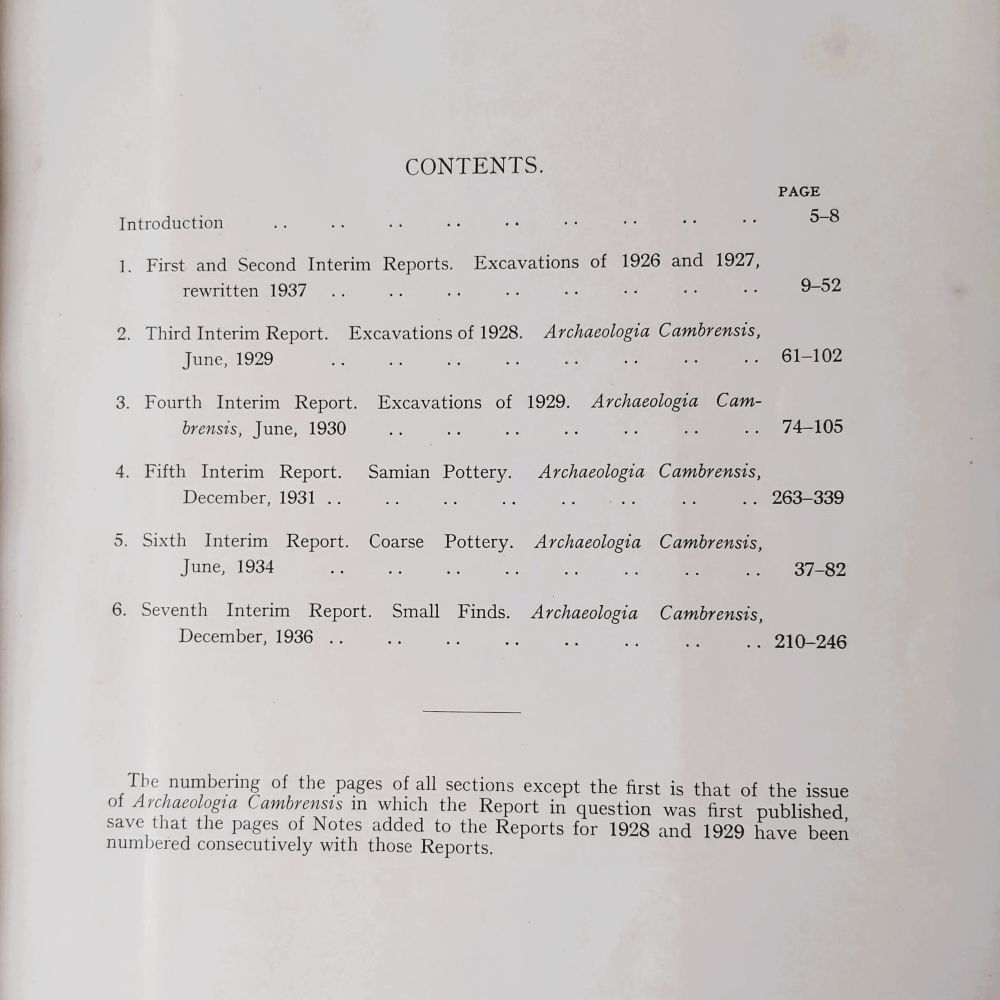 CONTENTS.
PAGE
Introduction .. .. .. .. .. .. .. .. .. 5–8
1. First and Second Interim Reports. Excavations of 1926 and 1927,
rewritten 1937 .. .. .. .. .. .. .. .. 9–52
2. Third Interim Report. Excavations of 1928. Archaeologia Cambrensis,
June, 1929 .. .. .. .. .. .. .. .. 61–102
3. Fourth Interim Report. Excavations of 1929. Archaeologia Cam-
brensis, June, 1930 .. .. .. .. .. .. .. 74–105
4. Fifth Interim Report. Samian Pottery. Archaeologia Cambrensis,
December, 1931 .. .. .. .. .. .. .. .. 263–339
5. Sixth Interim Report. Coarse Pottery. Archaeologia Cambrensis,
June, 1934 .. .. .. .. .. .. .. .. 37–82
6. Seventh Interim Report. Small Finds. Archaeologia Cambrensis,
December, 1936 .. .. .. .. .. .. .. .. 210–246
The numbering of the pages of all sections except the first is that of the issue
of Archaeologia Cambrensis in which the Report in question was first published,
save that the pages of Notes added to the Reports for 1928 and 1929 have been
numbered consecutively with those Reports.